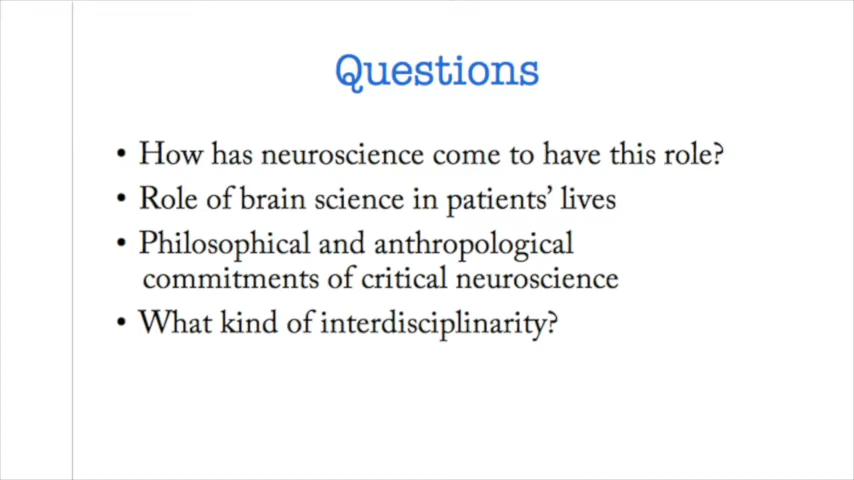 Questions
• How has neuroscience come to have this role?
• Role of brain science in patients’ lives
• Philosophical and anthropological
commitments of critical neuroscience
• What kind of interdisciplinarity?